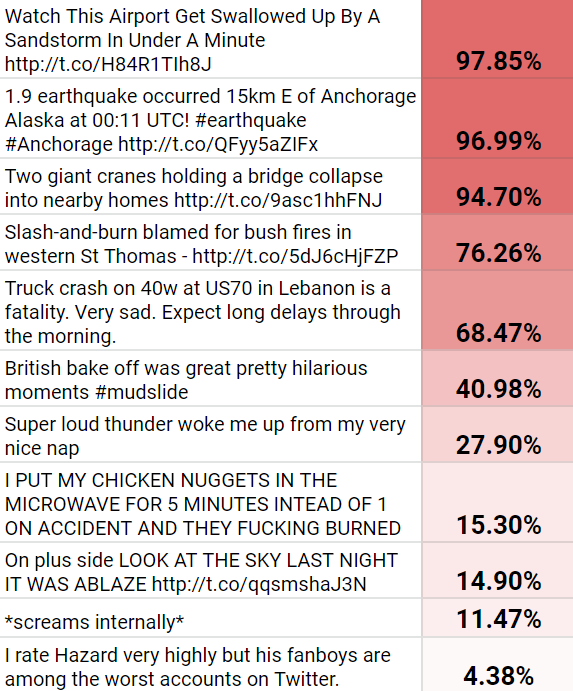 Watch This Airport Get Swallowed Up By A
Sandstorm In Under A Minute
http://t.co/H84R1TIh8J
97.85%
1.9 earthquake occurred 15km E of Anchorage
Alaska at 00:11 UTC! #earthquake
#Anchorage http://t.co/QFyy5aZIFx
96.99%
Two giant cranes holding a bridge collapse
into nearby homes http://t.co/9asc1hhFNJ
94.70%
Slash-and-burn blamed for bush fires in
western St Thomas - http://t.co/5dJ6cHjFZP
76.26%
Truck crash on 40w at US70 in Lebanon is a
fatality. Very sad. Expect long delays through
the morning.
68.47%
British bake off was great pretty hilarious
moments #mudslide
40.98%
Super loud thunder woke me up from my very
nice nap
27.90%
I PUT MY CHICKEN NUGGETS IN THE
MICROWAVE FOR 5 MINUTES INTEAD OF 1
ON ACCIDENT AND THEY FUCKING BURNED
15.30%
On plus side LOOK AT THE SKY LAST NIGHT
IT WAS ABLAZE http://t.co/qqsmshaJ3N
14.90%
*screams internally*
11.47%
I rate Hazard very highly but his fanboys are
among the worst accounts on Twitter.
4.38%